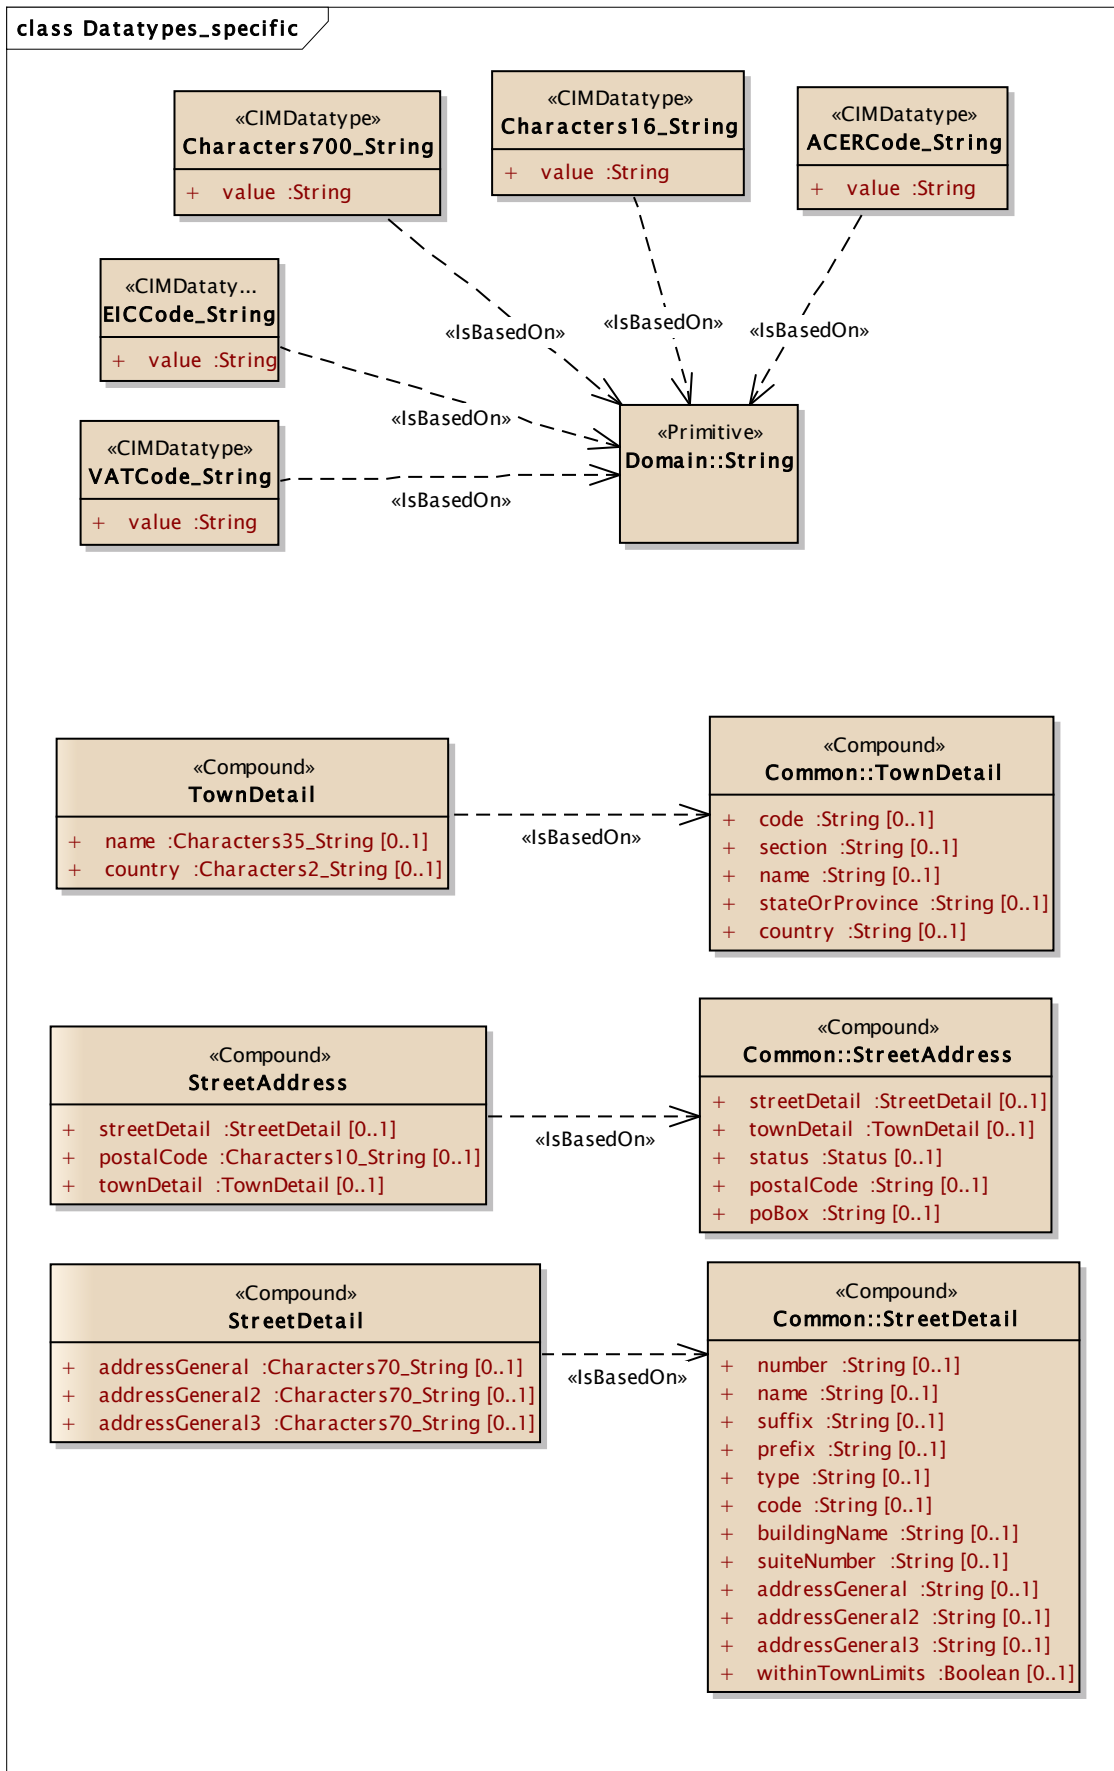 class Datatypes_specific
«CIMDatatype»
Characters700_String
+ value :String
«CIMDatatype»
Characters16_String
+ value :String
«CIMDatatype»
ACERCode_String
+ value :String
«CIMDataty...
EICCode_String
+ value :String
«IsBasedOn»
«IsBasedOn»
«IsBasedOn»
«IsBasedOn»
«CIMDatatype»
VATCode_String
+ value :String
«IsBasedOn»
«Primitive»
Domain::String
«Compound»
TownDetail
+ name :Characters35_String [0..1]
+ country :Characters2_String [0..1]
«IsBasedOn»
«Compound»
Common::TownDetail
+ code :String [0..1]
+ section :String [0..1]
+ name :String [0..1]
+ stateOrProvince :String [0..1]
+ country :String [0..1]
«Compound»
StreetAddress
+ streetDetail :StreetDetail [0..1]
+ postalCode :Characters10_String [0..1]
+ townDetail :TownDetail [0..1]
«IsBasedOn»
«Compound»
Common::StreetAddress
+ streetDetail :StreetDetail [0..1]
+ townDetail :TownDetail [0..1]
+ status :Status [0..1]
+ postalCode :String [0..1]
+ poBox :String [0..1]
«Compound»
StreetDetail
+ addressGeneral :Characters70_String [0..1]
+ addressGeneral2 :Characters70_String [0..1]
+ addressGeneral3 :Characters70_String [0..1]
«IsBasedOn»
«Compound»
Common::StreetDetail
+ number :String [0..1]
+ name :String [0..1]
+ suffix :String [0..1]
+ prefix :String [0..1]
+ type :String [0..1]
+ code :String [0..1]
+ buildingName :String [0..1]
+ suiteNumber :String [0..1]
+ addressGeneral :String [0..1]
+ addressGeneral2 :String [0..1]
+ addressGeneral3 :String [0..1]
+ withinTownLimits :Boolean [0..1]